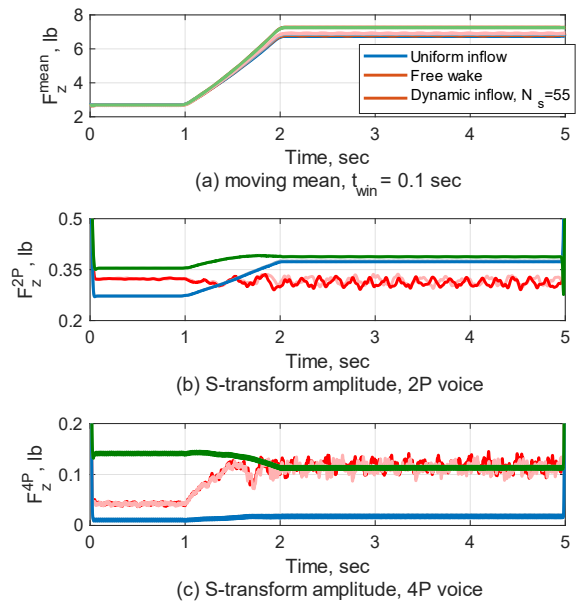 8
6
4
2
F_z^mean, lb
Uniform inflow
Free wake
Dynamic inflow, N_s=55
0 1 2 3 4 5
Time, sec
(a) moving mean, t_win = 0.1 sec
0.5
0.35
0.2
F_z^2P, lb
0 1 2 3 4 5
Time, sec
(b) S-transform amplitude, 2P voice
0.2
0.1
0
F_z^4P, lb
0 1 2 3 4 5
Time, sec
(c) S-transform amplitude, 4P voice